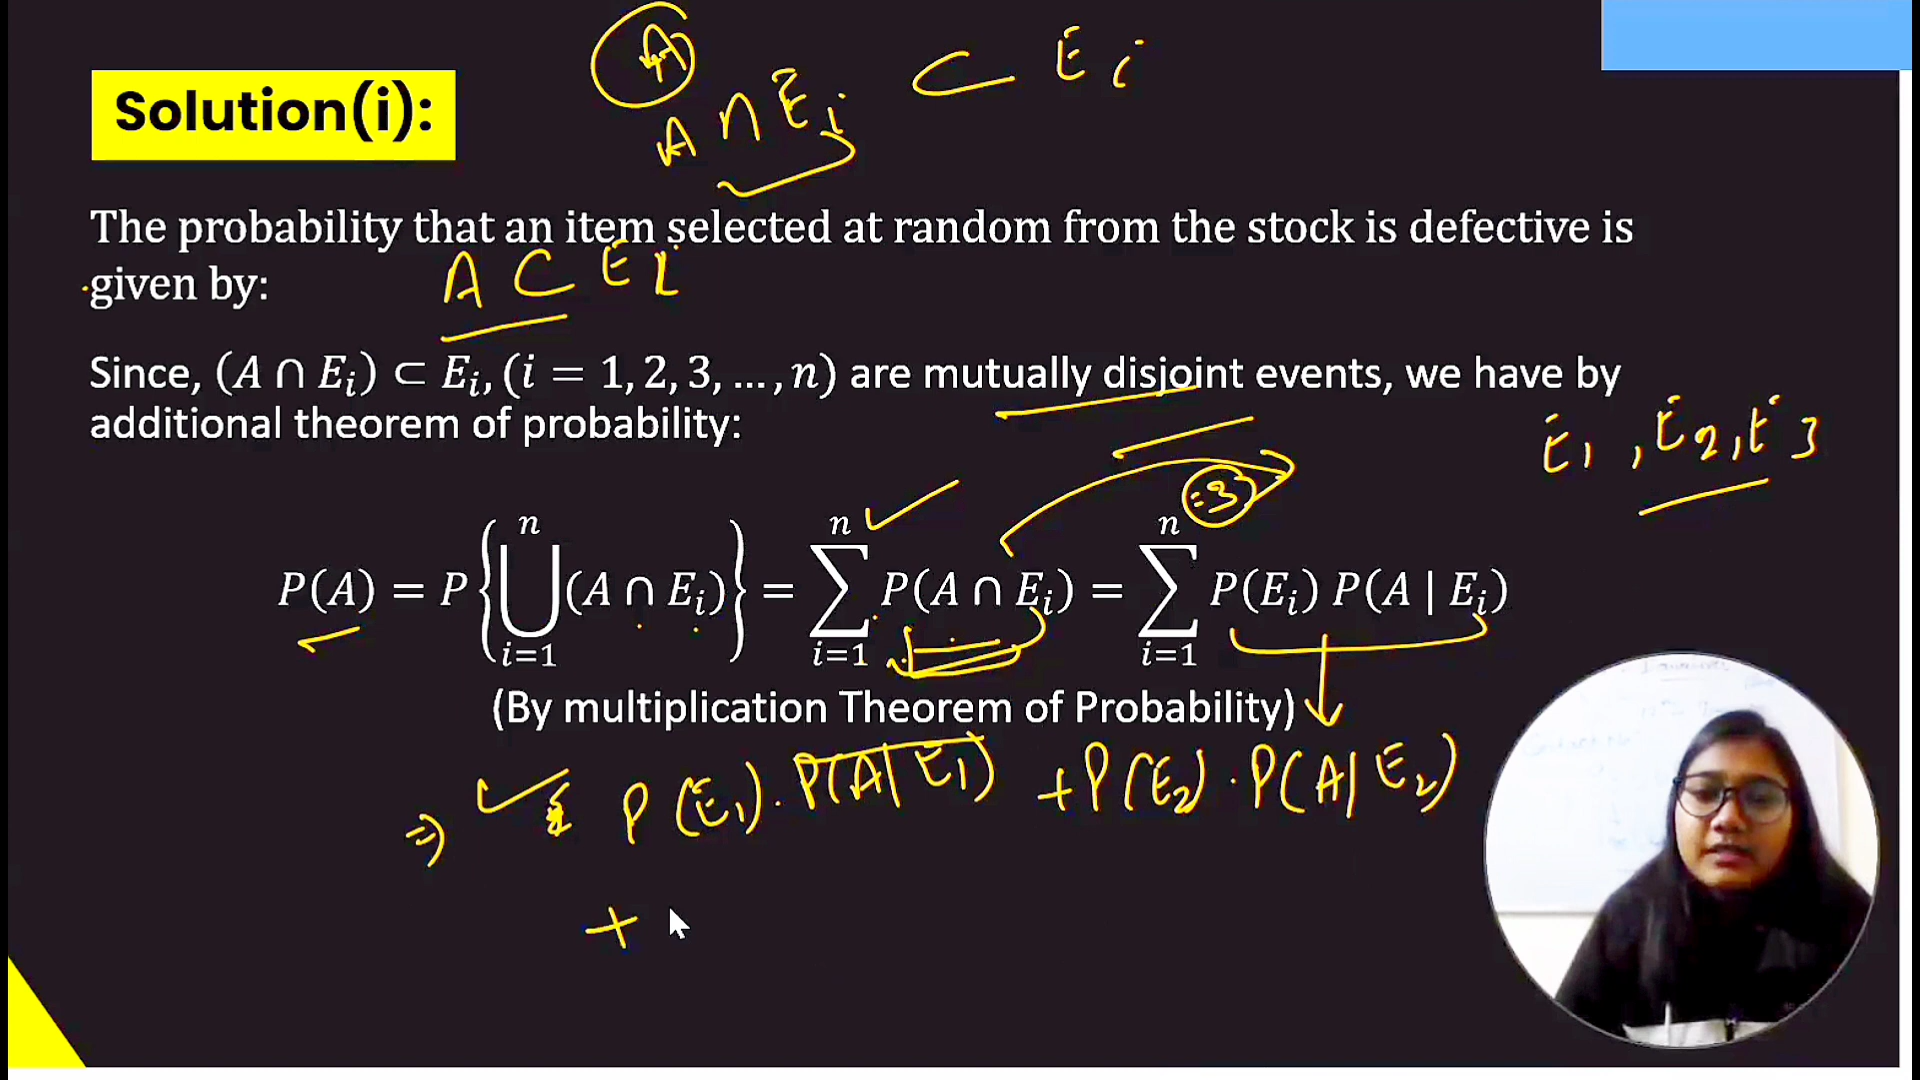 A
A ∩ Ei ⊂ Ei
Solution(i):
The probability that an item selected at random from the stock is defective is
given by:
A ⊂ Ei
Since, (A ∩ Eᵢ) ⊂ Eᵢ, (i = 1, 2, 3, ..., n) are mutually disjoint events, we have by
additional theorem of probability:
E1, E2, E3
=3
P(A) = P{⋃ᵢ₌₁ⁿ (A ∩ Eᵢ)} = ∑ᵢ₌₁ⁿ P(A ∩ Eᵢ) = ∑ᵢ₌₁ⁿ P(Eᵢ) P(A | Eᵢ)
(By multiplication Theorem of Probability)
⇒ P(E1) · P(A|E1) + P(E2) · P(A|E2)
+